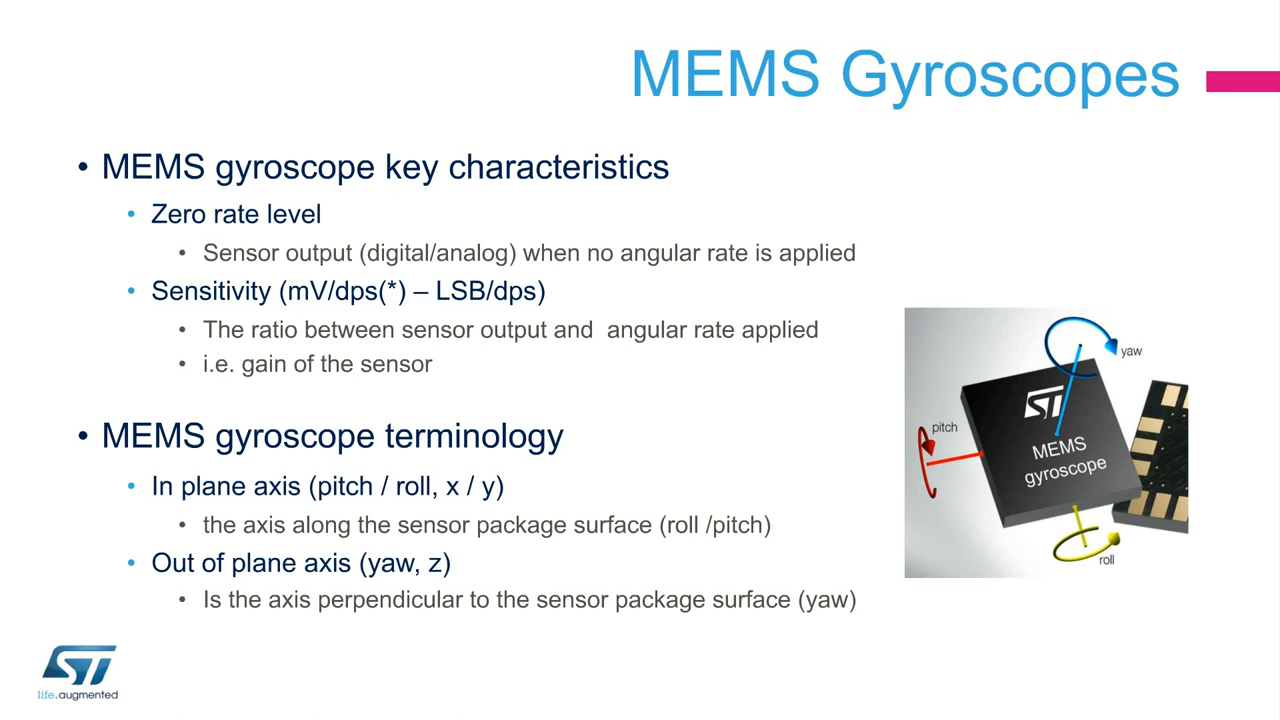 MEMS Gyroscopes
• MEMS gyroscope key characteristics
• Zero rate level
• Sensor output (digital/analog) when no angular rate is applied
• Sensitivity (mV/dps(*) – LSB/dps)
• The ratio between sensor output and  angular rate applied
• i.e. gain of the sensor
• MEMS gyroscope terminology
• In plane axis (pitch / roll, x / y)
• the axis along the sensor package surface (roll /pitch)
• Out of plane axis (yaw, z)
• Is the axis perpendicular to the sensor package surface (yaw)
yaw
ST
pitch
MEMS
gyroscope
roll
ST
life.augmented